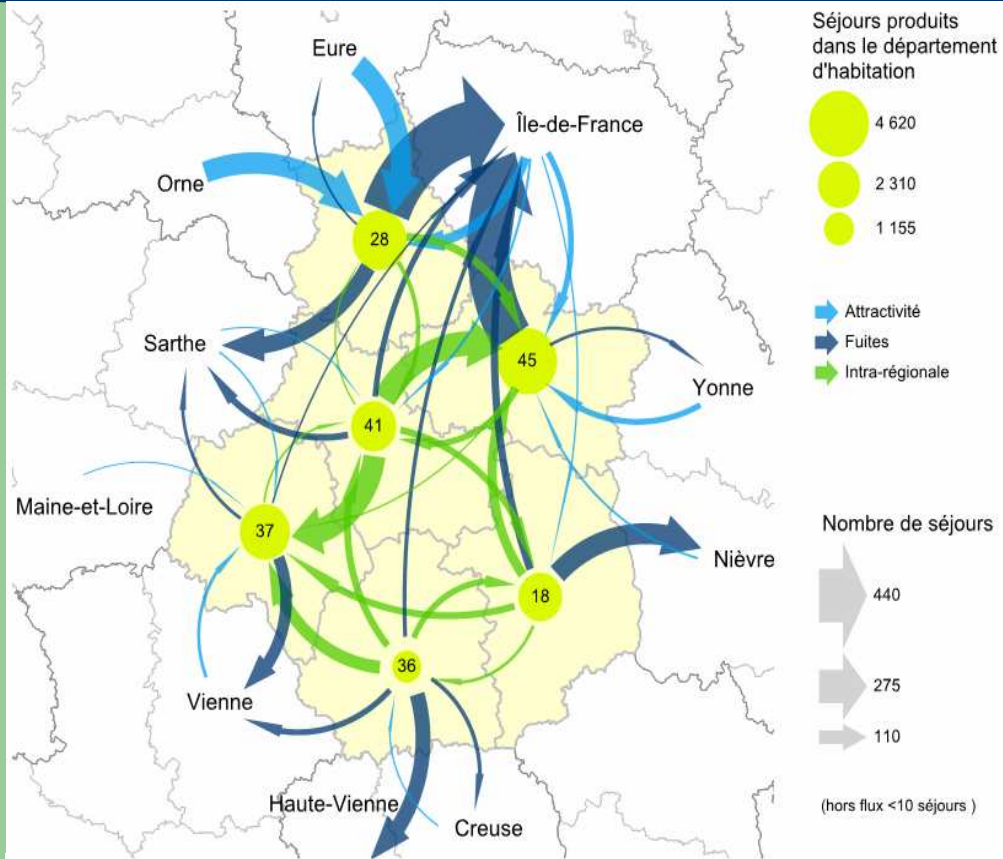 Eure
Île-de-France
Orne
28
Sarthe
45
Yonne
41
Maine-et-Loire
37
Nièvre
18
36
Vienne
Haute-Vienne
Creuse
Séjours produits
dans le département
d'habitation
4 620
2 310
1 155
Attractivité
Fuites
Intra-régionale
Nombre de séjours
440
275
110
(hors flux <10 séjours )